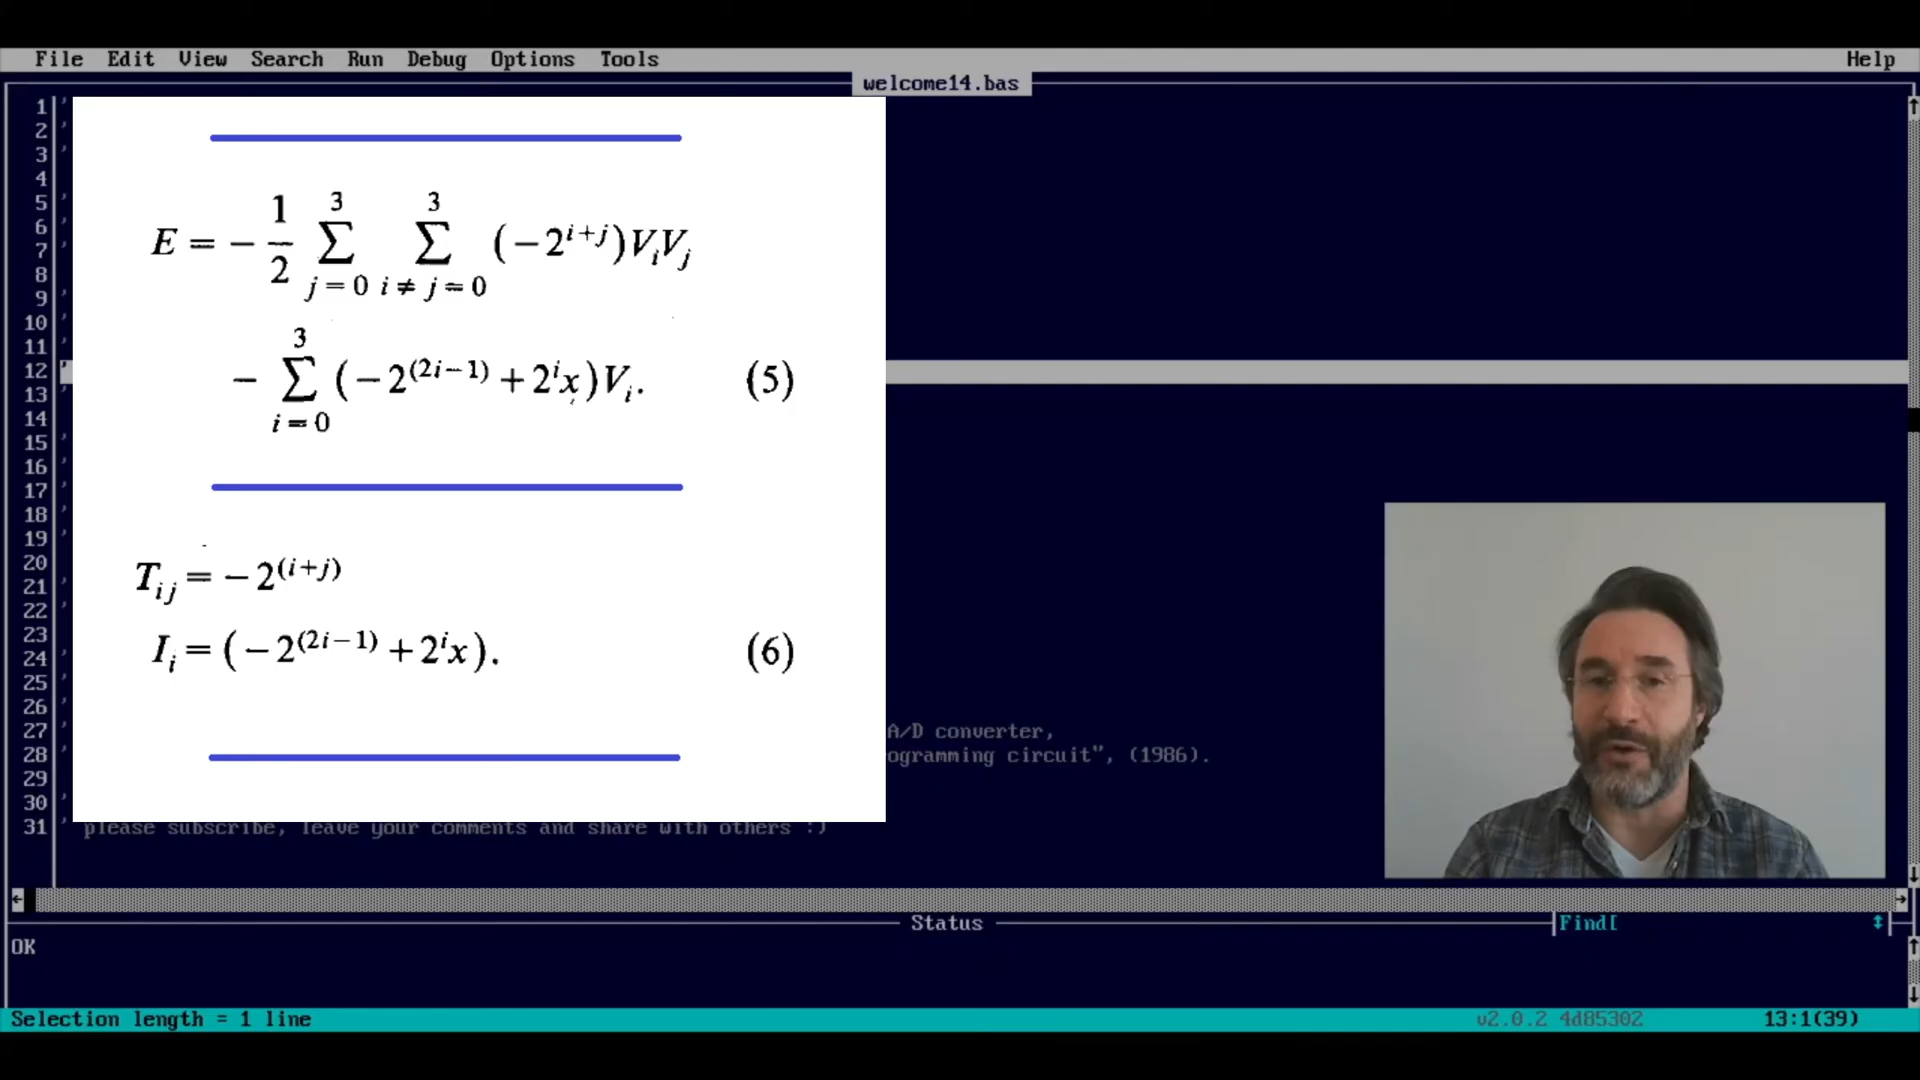 File Edit View Search Run Debug Options Tools Help
welcome14.bas
1 '
2 '
3 '
4
5 '
6 '
7 '
8
9 '
10 '
11 '
12 '
13 '
14
15 '
16 '
17 '
18 '
19 '
20 '
21 '
22 '
23 '
24 '
25 '
26 '
27 '
28 '
29 '
30 '
31 '
E = − 1/2 ∑_{j=0}^{3} ∑_{i≠j=0}^{3} (−2^{i+j})V_iV_j
− ∑_{i=0}^{3} (−2^{(2i−1)} + 2^i x)V_i. (5)
T_{ij} = −2^{(i+j)}
I_i = (−2^{(2i−1)} + 2^i x). (6)
A/D converter,
ogramming circuit", (1986).
please subscribe, leave your comments and share with others :)
Status
Find[
OK
Selection length = 1 line
v2.0.2 4d85302
13:1(39)